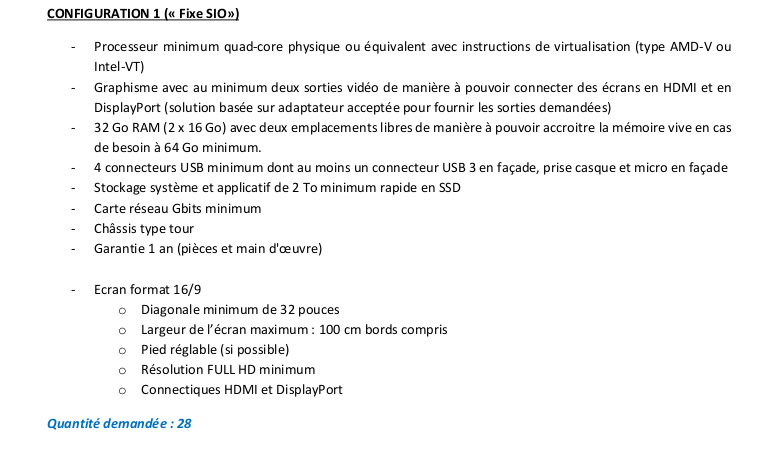 CONFIGURATION 1 (« Fixe SIO»)
- Processeur minimum quad-core physique ou équivalent avec instructions de virtualisation (type AMD-V ou
Intel-VT)
- Graphisme avec au minimum deux sorties vidéo de manière à pouvoir connecter des écrans en HDMI et en
DisplayPort (solution basée sur adaptateur acceptée pour fournir les sorties demandées)
- 32 Go RAM (2 x 16 Go) avec deux emplacements libres de manière à pouvoir accroitre la mémoire vive en cas
de besoin à 64 Go minimum.
- 4 connecteurs USB minimum dont au moins un connecteur USB 3 en façade, prise casque et micro en façade
- Stockage système et applicatif de 2 To minimum rapide en SSD
- Carte réseau Gbits minimum
- Châssis type tour
- Garantie 1 an (pièces et main d'œuvre)
- Ecran format 16/9
o Diagonale minimum de 32 pouces
o Largeur de l'écran maximum : 100 cm bords compris
o Pied réglable (si possible)
o Résolution FULL HD minimum
o Connectiques HDMI et DisplayPort
Quantité demandée : 28